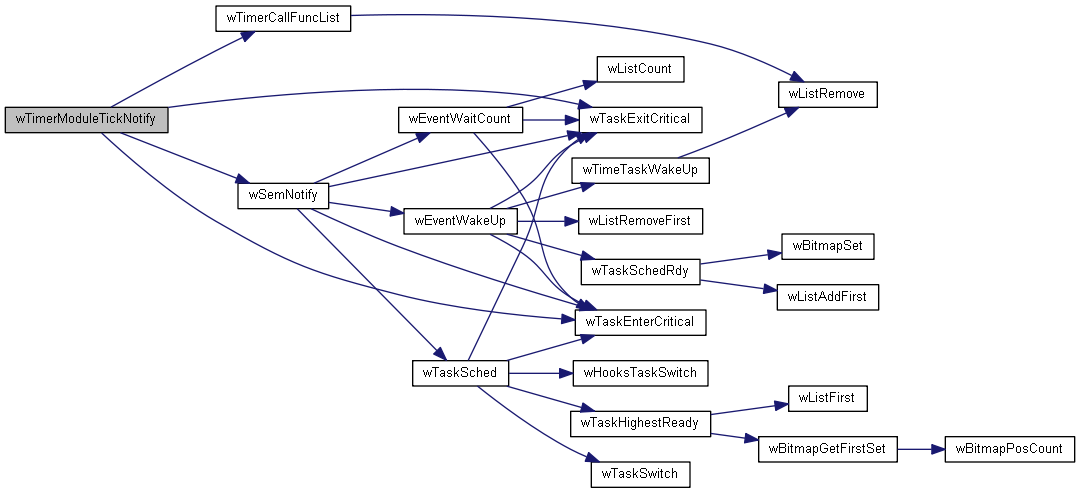 wTimerCallFuncList
wListCount
wListRemove
wTimerModuleTickNotify
wEventWaitCount
wTaskExitCritical
wTimeTaskWakeUp
wSemNotify
wEventWakeUp
wListRemoveFirst
wBitmapSet
wTaskSchedRdy
wListAddFirst
wTaskEnterCritical
wTaskSched
wHooksTaskSwitch
wListFirst
wTaskHighestReady
wBitmapGetFirstSet
wBitmapPosCount
wTaskSwitch